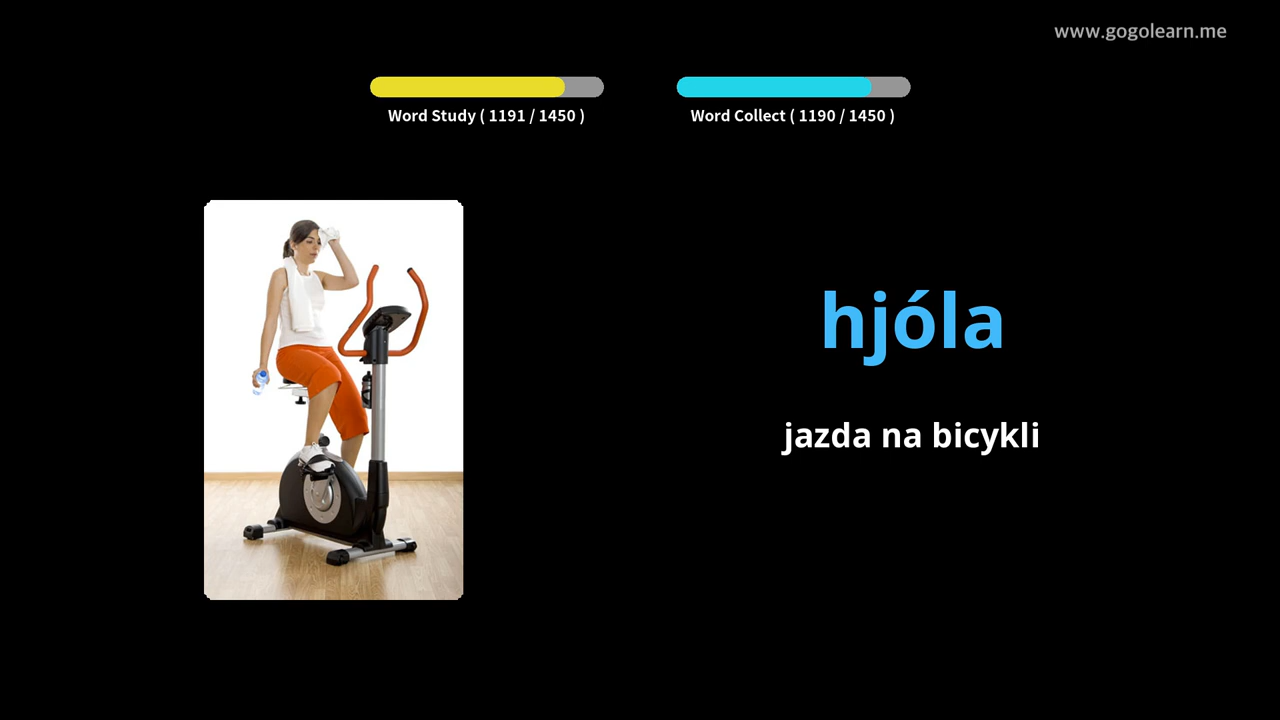 www.gogolearn.me
Word Study ( 1191 / 1450 )
Word Collect ( 1190 / 1450 )
hjóla
jazda na bicykli